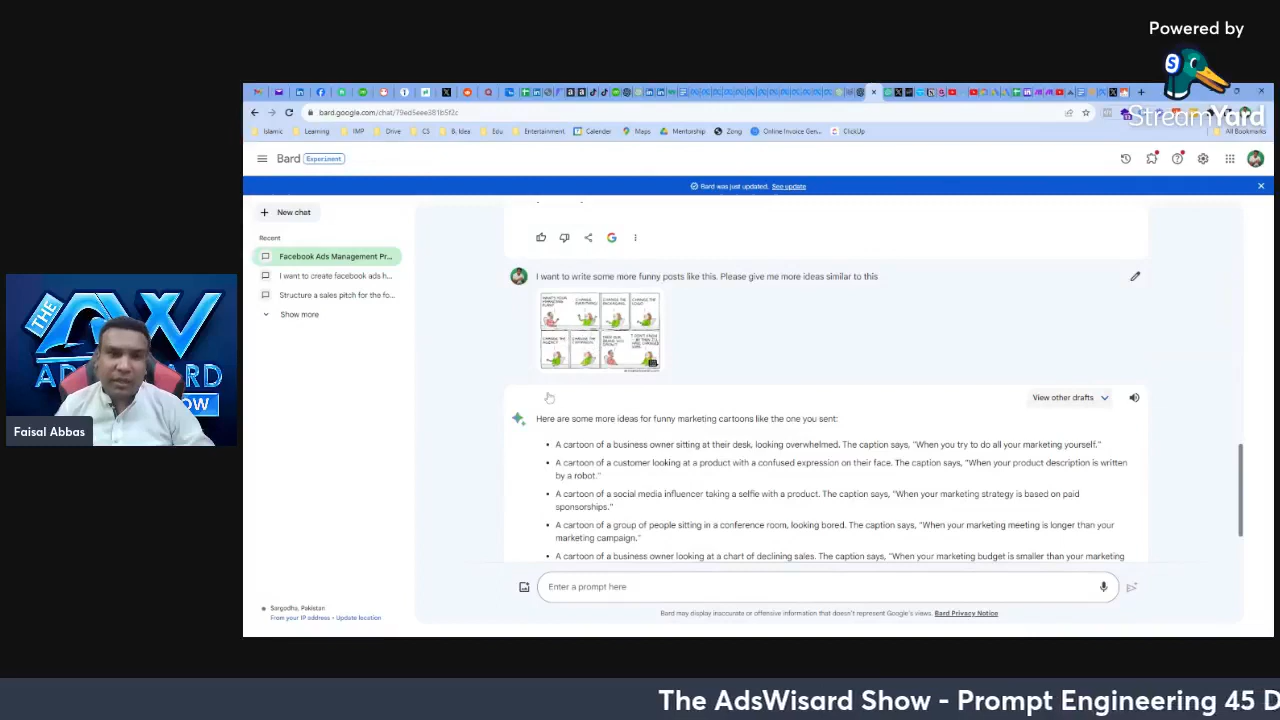 Powered by
StreamYard
bard.google.com/chat/79ed5eee381b5f2c
Islamic
Learning
IMP
Drive
CS
B. Idea
Edu
Entertainment
Calender
Maps
Mentorship
Zong
Online Invoice Gen...
ClickUp
All Bookmarks
Bard
Experiment
Bard was just updated. See update
New chat
Recent
Facebook Ads Management Pr...
I want to create facebook ads h...
Structure a sales pitch for the fo...
Show more
I want to write some more funny posts like this. Please give me more ideas similar to this
View other drafts
Here are some more ideas for funny marketing cartoons like the one you sent:
• A cartoon of a business owner sitting at their desk, looking overwhelmed. The caption says, "When you try to do all your marketing yourself."
• A cartoon of a customer looking at a product with a confused expression on their face. The caption says, "When your product description is written
by a robot."
• A cartoon of a social media influencer taking a selfie with a product. The caption says, "When your marketing strategy is based on paid
sponsorships."
• A cartoon of a group of people sitting in a conference room, looking bored. The caption says, "When your marketing meeting is longer than your
marketing campaign."
• A cartoon of a business owner looking at a chart of declining sales. The caption says, "When your marketing budget is smaller than your marketing
Enter a prompt here
Bard may display inaccurate or offensive information that doesn't represent Google's views. Bard Privacy Notice
Sargodha, Pakistan
From your IP address • Update location
THE
AW
OW
Faisal Abbas
The AdsWisard Show - Prompt Engineering 45 D